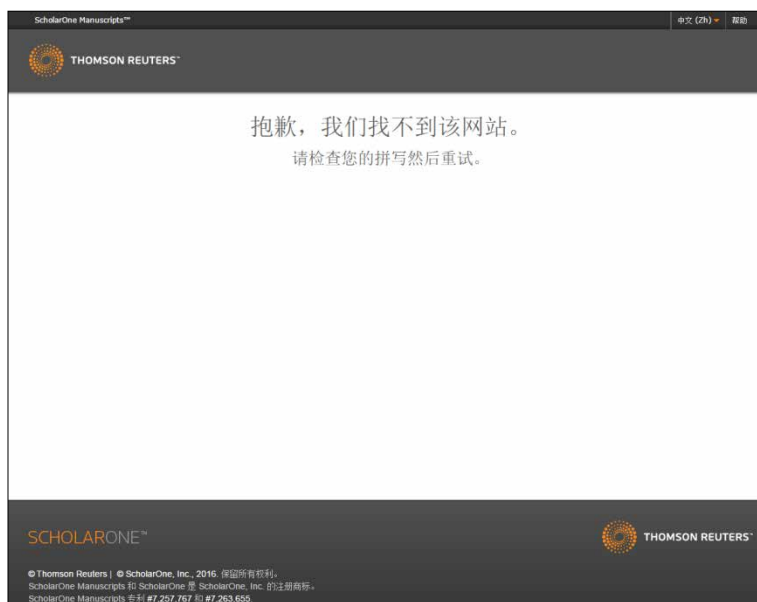 ScholarOne Manuscripts™
中文 (Zh)
帮助
THOMSON REUTERS™
抱歉，我们找不到该网站。
请检查您的拼写然后重试。
SCHOLARONE™
THOMSON REUTERS™
© Thomson Reuters | © ScholarOne, Inc., 2016. 保留所有权利。
ScholarOne Manuscripts 和 ScholarOne 是 ScholarOne, Inc. 的注册商标。
ScholarOne Manuscripts 专利 #7,257,767 和 #7,263,655.